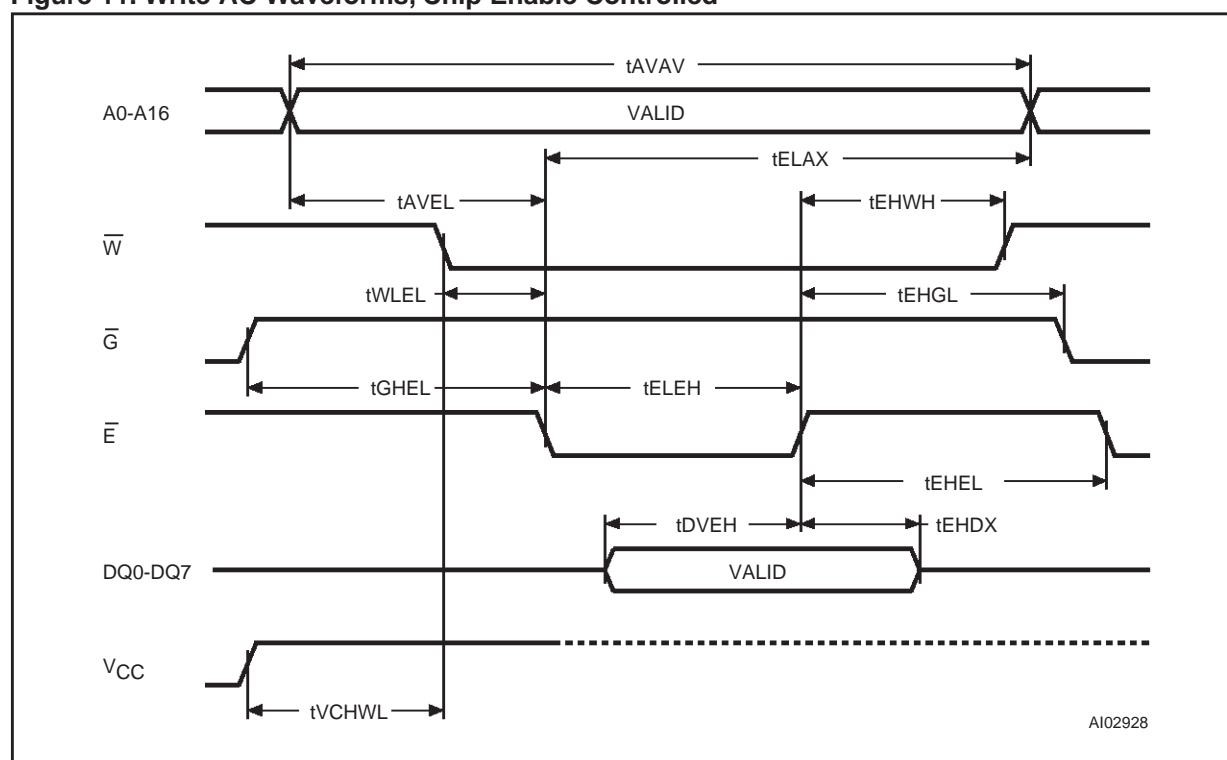 Figure Write AC Waveforms, Chip Enable Controlled
tAVAV
A0-A16
VALID
tELAX
tAVEL
tEHWH
W̅
tWLEL
tEHGL
G̅
tGHEL
tELEH
E̅
tEHEL
tDVEH
tEHDX
DQ0-DQ7
VALID
VCC
tVCHWL
AI02928